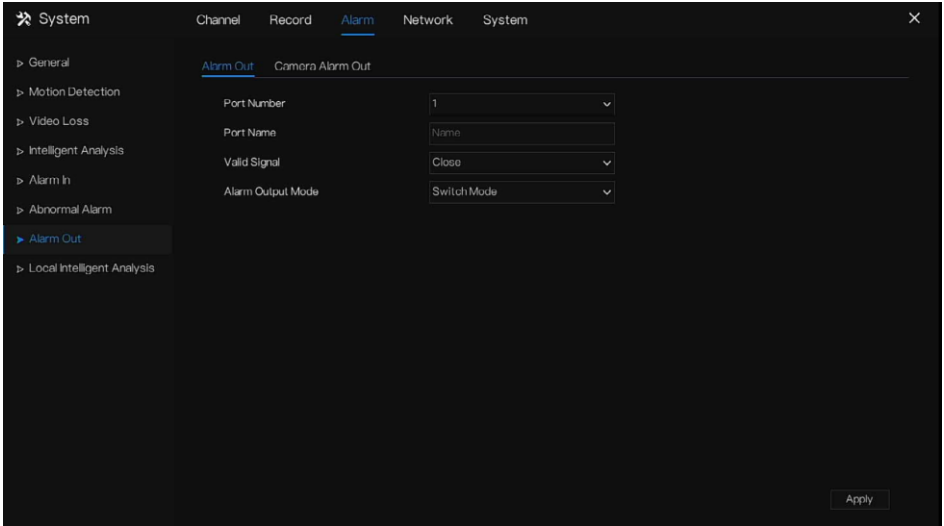 System
Channel Record Alarm Network System
General
Motion Detection
Video Loss
Intelligent Analysis
Alarm In
Abnormal Alarm
Alarm Out
Local Intelligent Analysis
Alarm Out Camera Alarm Out
Port Number 1
Port Name Name
Valid Signal Close
Alarm Output Mode Switch Mode
Apply